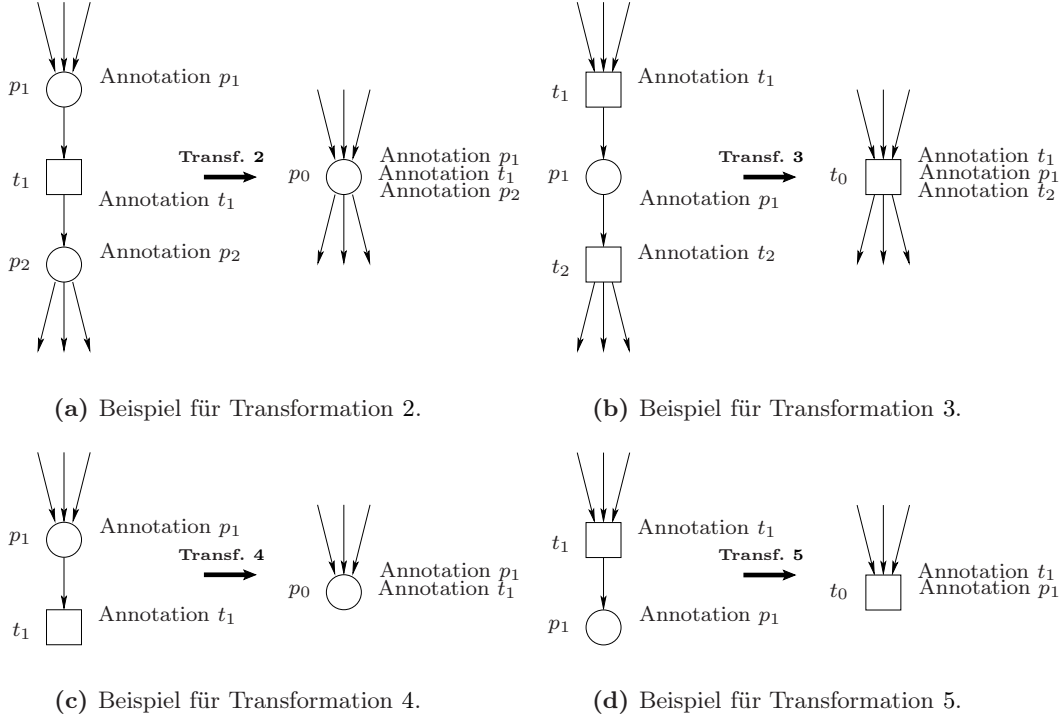 p₁ Annotation p₁
t₁
Annotation t₁
p₂ Annotation p₂
Transf. 2
p₀ Annotation p₁
Annotation t₁
Annotation p₂
t₁ Annotation t₁
p₁
Annotation p₁
t₂ Annotation t₂
Transf. 3
t₀ Annotation t₁
Annotation p₁
Annotation t₂
(a) Beispiel für Transformation 2.
(b) Beispiel für Transformation 3.
p₁ Annotation p₁
t₁ Annotation t₁
Transf. 4
p₀ Annotation p₁
Annotation t₁
t₁ Annotation t₁
p₁ Annotation p₁
Transf. 5
t₀ Annotation t₁
Annotation p₁
(c) Beispiel für Transformation 4.
(d) Beispiel für Transformation 5.